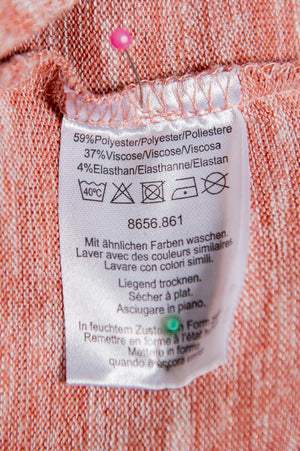 59%Polyester/Polyester/Poliestere
37%Viscose/Viscose/Viscosa
4%Elasthan/Elasthanne/Elastan
40°C
8656.861
Mit ähnlichen Farben waschen.
Laver avec des couleurs similaires.
Lavare con colori simili.
Liegend trocknen.
Sécher à plat.
Asciugare in piano.
In feuchtem in Form
Remettre en forme à l'état
Mettere in forma
quando è ancora